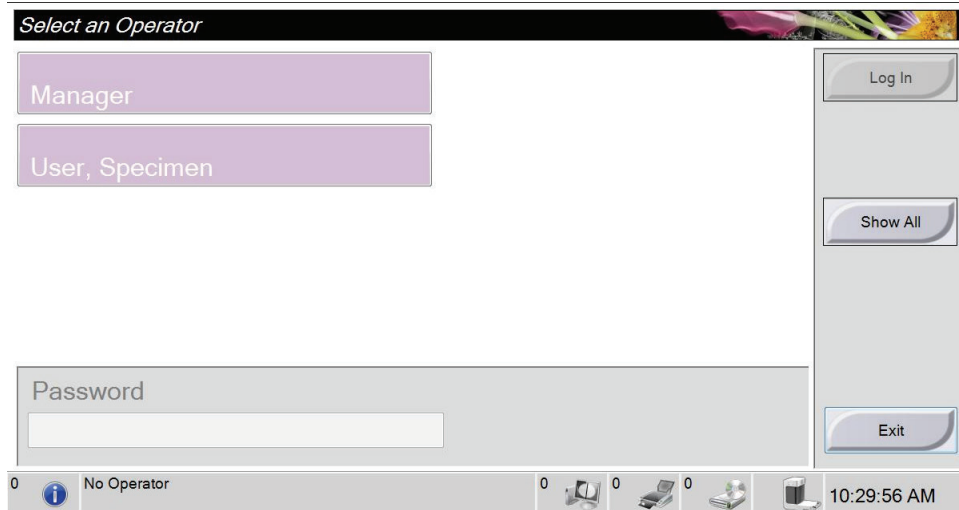 Select an Operator
Manager
Log In
User, Specimen
Show All
Password
Exit
0
No Operator
0
0
0
10:29:56 AM